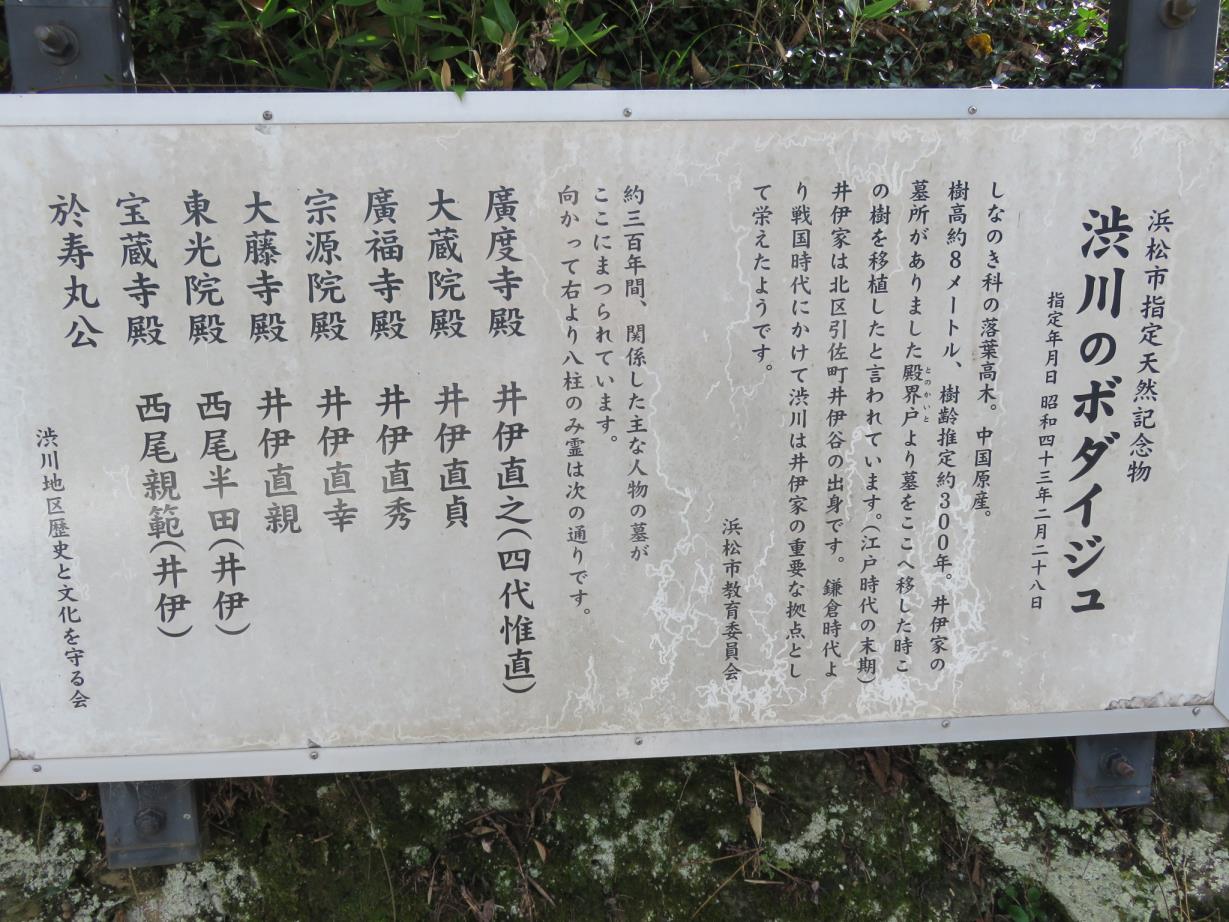 浜松市指定天然記念物
渋川のボダイジュ
指定年月日 昭和四十三年二月二十八日
しなのき科の落葉高木。中国原産。
樹高約8メートル、樹齢推定約300年。井伊家の
墓所がありました殿界戸より墓をここへ移した時こ
とのかいと
の樹を移植したと言われています。(江戸時代の末期)
井伊家は北区引佐町井伊谷の出身です。鎌倉時代よ
り戦国時代にかけて渋川は井伊家の重要な拠点とし
て栄えたようです。
浜松市教育委員会
約三百年間、関係した主な人物の墓が
ここにまつられています。
向かって右より八柱のみ霊は次の通りです。
廣度寺殿 井伊直之(四代惟直)
大蔵院殿 井伊直貞
廣福寺殿 井伊直秀
宗源院殿 井伊直幸
大藤寺殿 井伊直親
東光院殿 西尾半田(井伊)
宝蔵寺殿 西尾親範(井伊)
於寿丸公
渋川地区歴史と文化を守る会